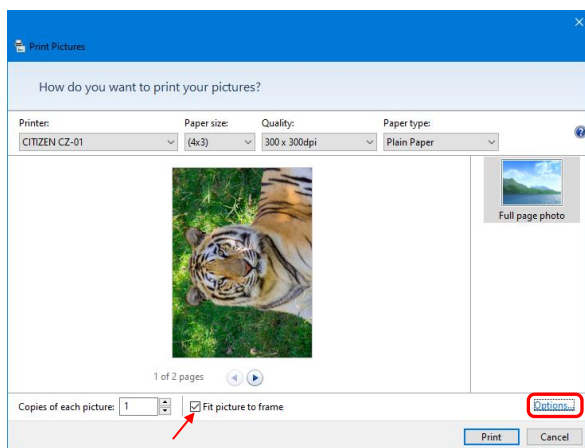 Print Pictures
How do you want to print your pictures?
Printer: Paper size: Quality: Paper type:
CITIZEN CZ-01 (4x3) 300 x 300dpi Plain Paper
Full page photo
1 of 2 pages
Copies of each picture: 1 Fit picture to frame Options...
Print Cancel